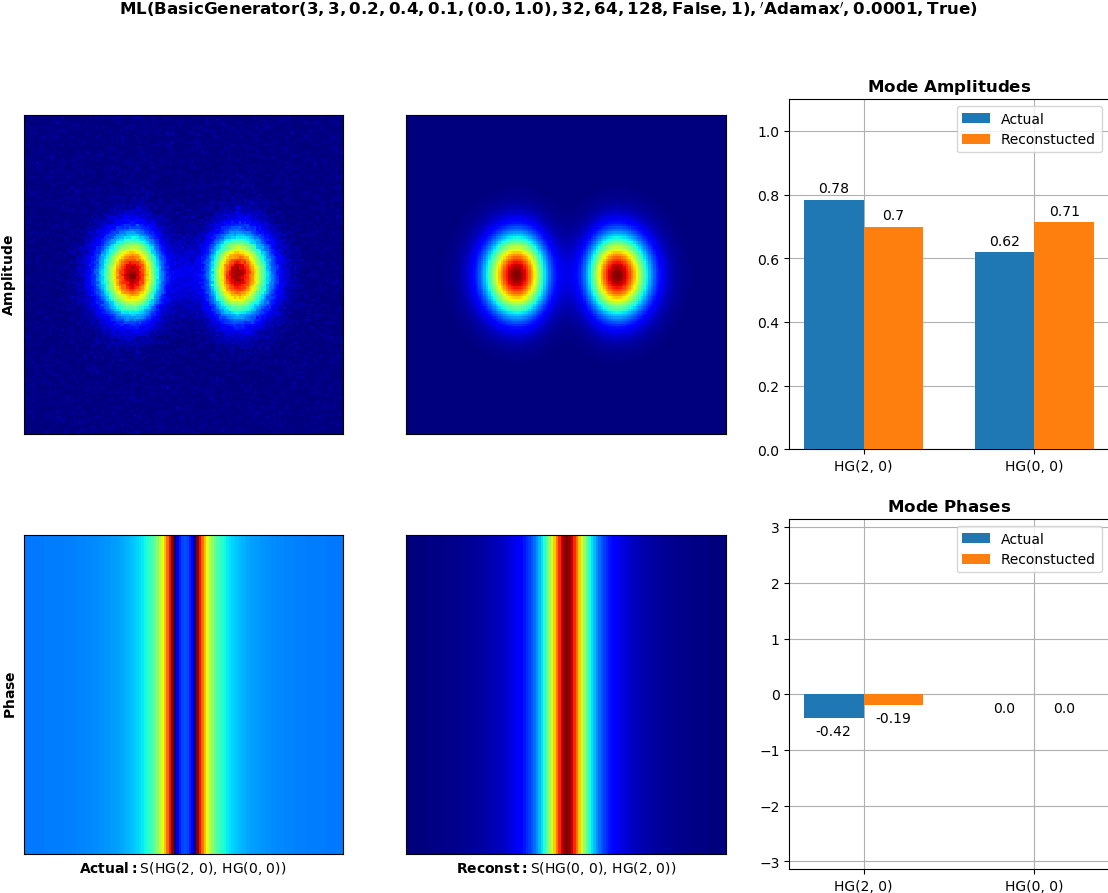 ML(BasicGenerator(3, 3, 0.2, 0.4, 0.1, (0.0, 1.0), 32, 64, 128, False, 1), ′Adamax′, 0.0001, True)
Amplitude
Mode Amplitudes
Actual
Reconstucted
1.0
0.8
0.6
0.4
0.2
0.0
0.78
0.7
0.62
0.71
HG(2, 0)
HG(0, 0)
Phase
Actual: S(HG(2, 0), HG(0, 0))
Reconst: S(HG(0, 0), HG(2, 0))
Mode Phases
Actual
Reconstucted
3
2
1
0
−1
−2
−3
-0.42
-0.19
0.0
0.0
HG(2, 0)
HG(0, 0)